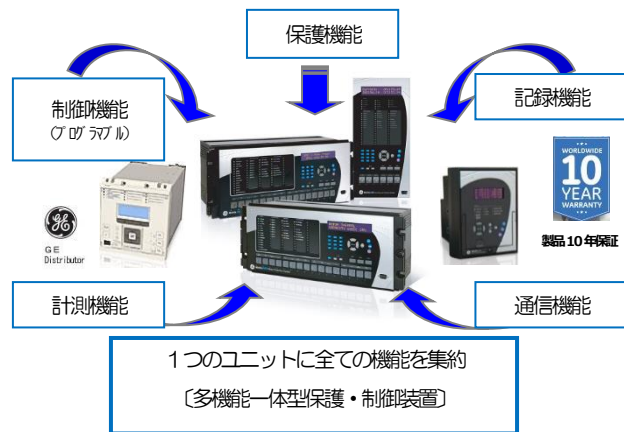 保護機能
制御機能
(プログラマブル)
記録機能
WORLDWIDE
10
YEAR
WARRANTY
製品10年保証
GE
Distributor
計測機能
通信機能
1つのユニットに全ての機能を集約
〔多機能一体型保護・制御装置〕